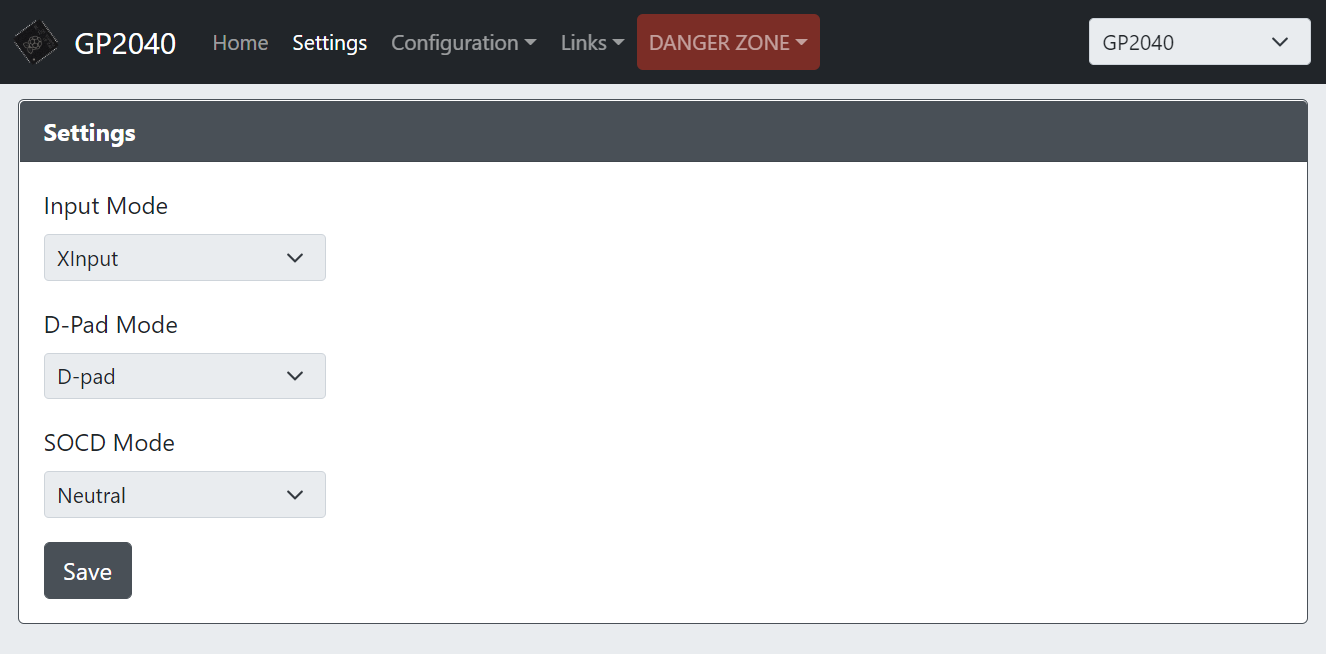 GP2040 Home Settings Configuration Links DANGER ZONE GP2040
Settings
Input Mode
XInput
D-Pad Mode
D-pad
SOCD Mode
Neutral
Save